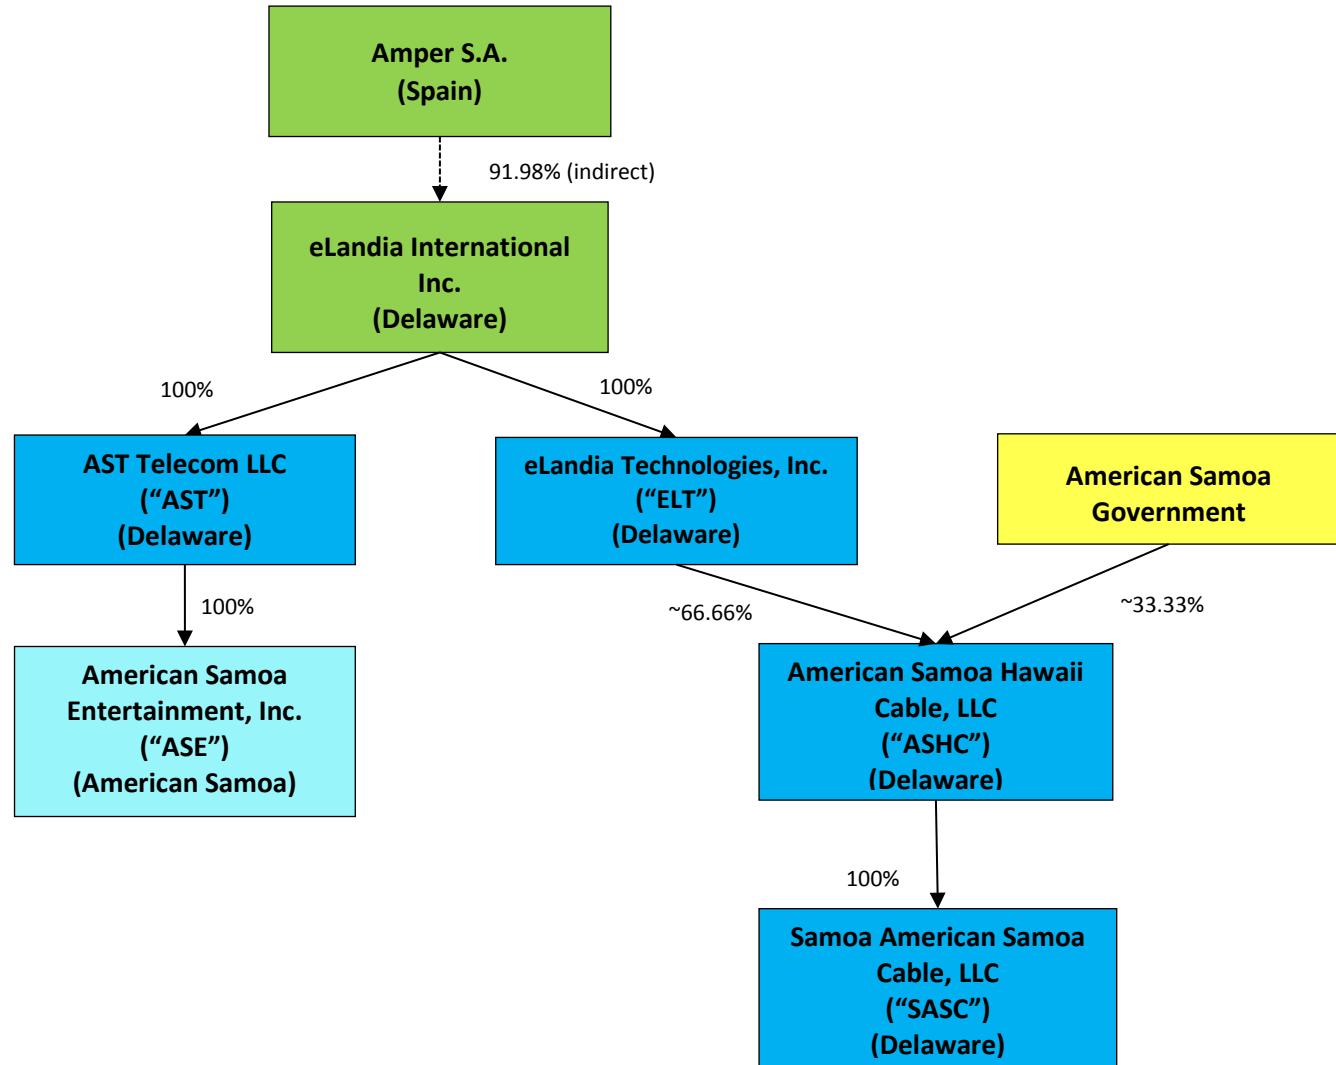 Amper S.A.
(Spain)
91.98% (indirect)
eLandia International
Inc.
(Delaware)
100%
100%
AST Telecom LLC
(“AST”)
(Delaware)
eLandia Technologies, Inc.
(“ELT”)
(Delaware)
American Samoa
Government
100%
~66.66%
~33.33%
American Samoa
Entertainment, Inc.
(“ASE”)
(American Samoa)
American Samoa Hawaii
Cable, LLC
(“ASHC”)
(Delaware)
100%
Samoa American Samoa
Cable, LLC
(“SASC”)
(Delaware)